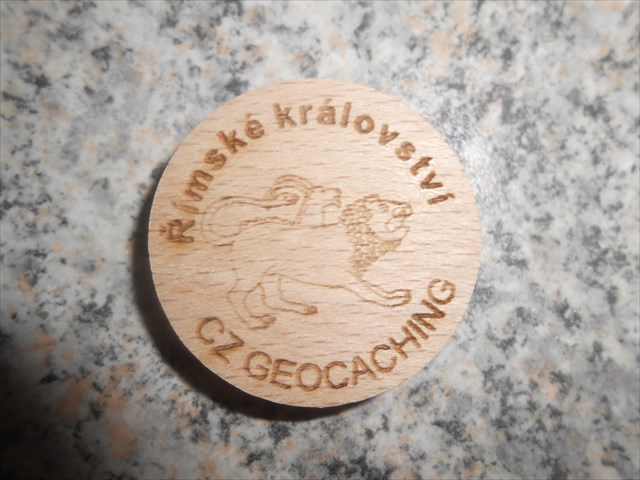 Římské království
CZ GEOCACHING